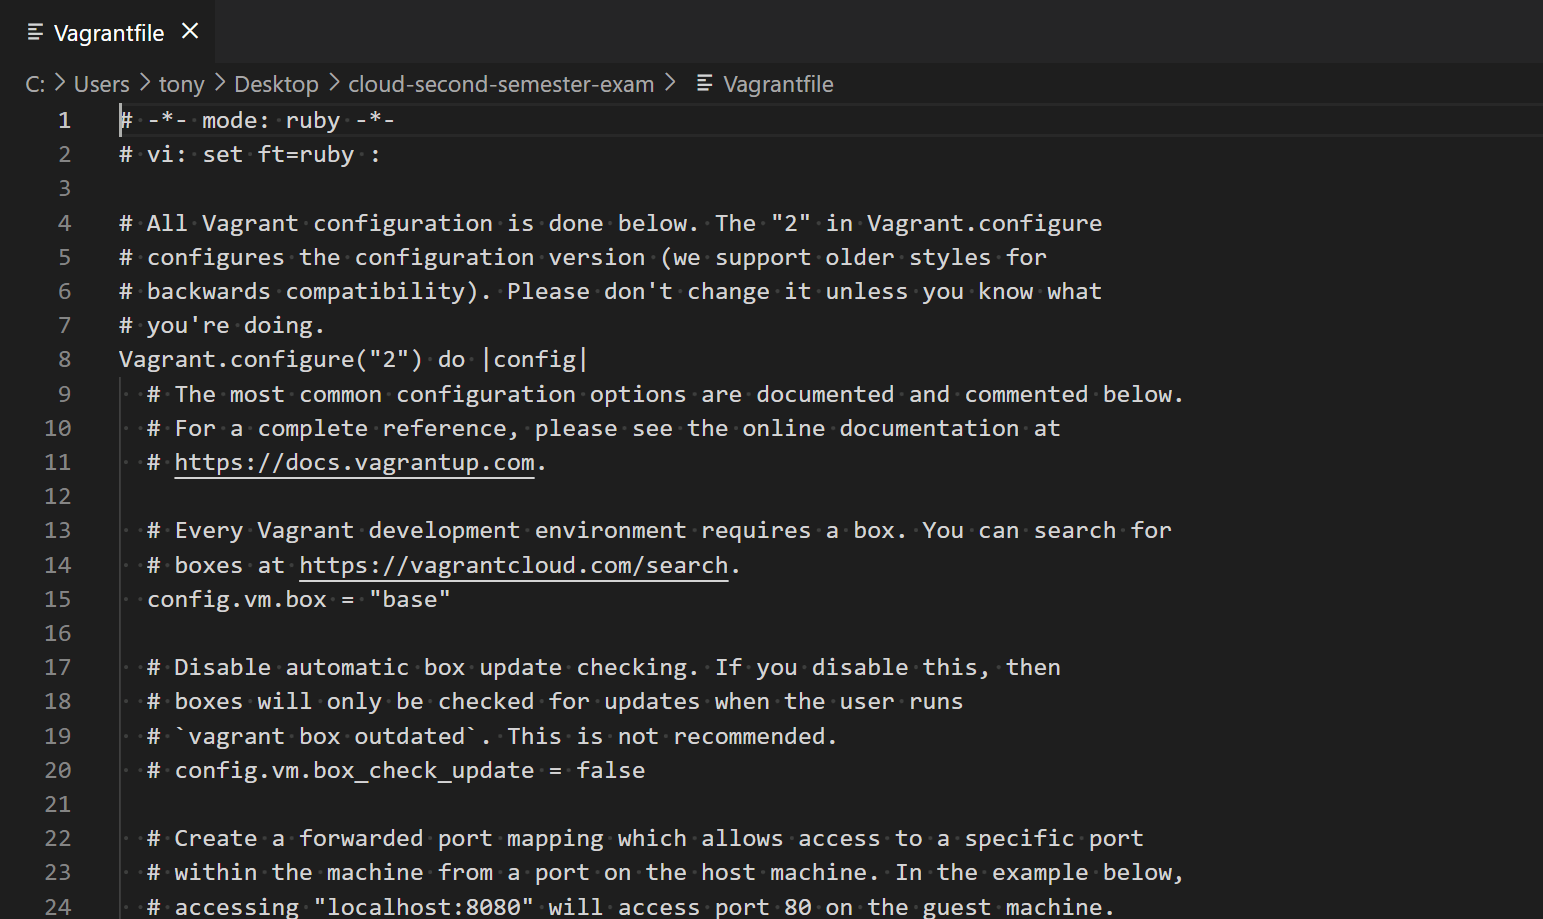 Vagrantfile
C: > Users > tony > Desktop > cloud-second-semester-exam > Vagrantfile
1 # -*- mode: ruby -*-
2 # vi: set ft=ruby :
3
4 # All Vagrant configuration is done below. The "2" in Vagrant.configure
5 # configures the configuration version (we support older styles for
6 # backwards compatibility). Please don't change it unless you know what
7 # you're doing.
8 Vagrant.configure("2") do |config|
9   # The most common configuration options are documented and commented below.
10   # For a complete reference, please see the online documentation at
11   # https://docs.vagrantup.com.
12
13   # Every Vagrant development environment requires a box. You can search for
14   # boxes at https://vagrantcloud.com/search.
15   config.vm.box = "base"
16
17   # Disable automatic box update checking. If you disable this, then
18   # boxes will only be checked for updates when the user runs
19   # `vagrant box outdated`. This is not recommended.
20   # config.vm.box_check_update = false
21
22   # Create a forwarded port mapping which allows access to a specific port
23   # within the machine from a port on the host machine. In the example below,
24   # accessing "localhost:8080" will access port 80 on the guest machine.